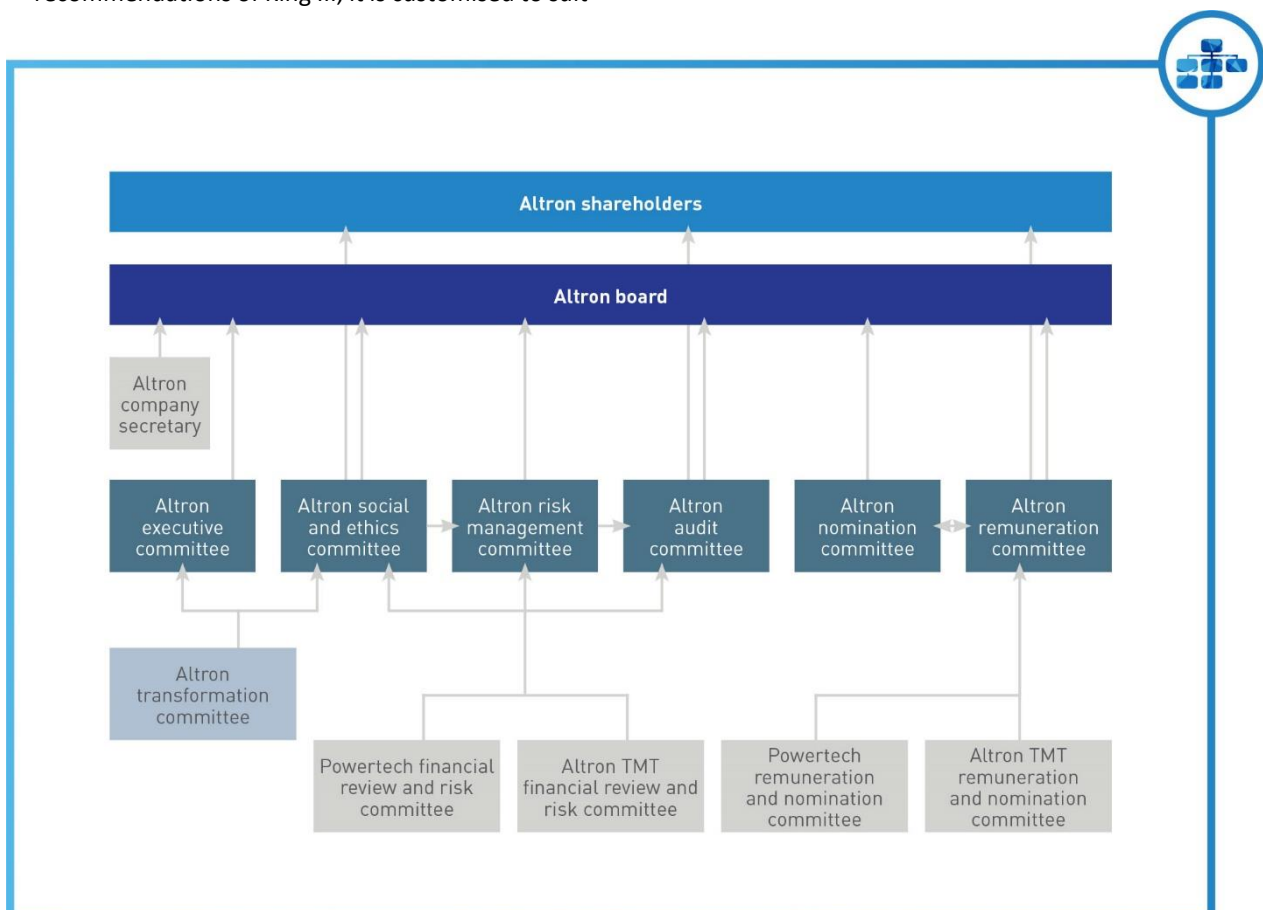 recommendations of King III, it is customised to suit
Altron shareholders
Altron board
Altron
company
secretary
Altron
executive
committee
Altron social
and ethics
committee
Altron risk
management
committee
Altron
audit
committee
Altron
nomination
committee
Altron
remuneration
committee
Altron
transformation
committee
Powertech financial
review and risk
committee
Altron TMT
financial review and
risk committee
Powertech
remuneration
and nomination
committee
Altron TMT
remuneration
and nomination
committee